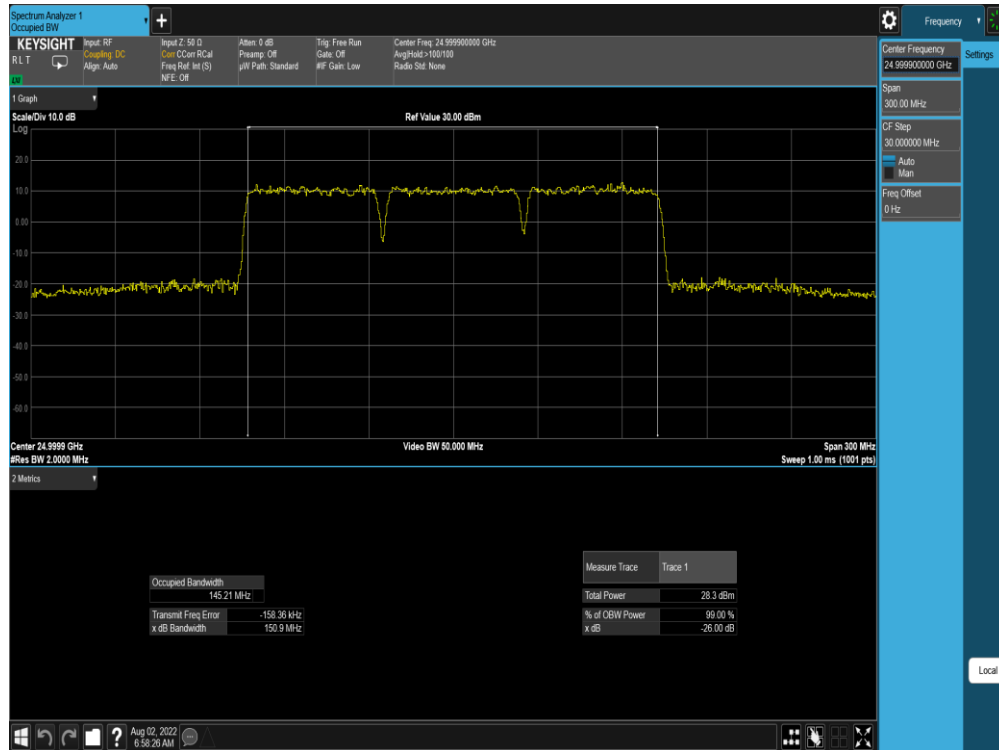 Spectrum Analyzer 1
Occupied BW
+
Frequency
KEYSIGHT
R L T
LXI
Input: RF
Coupling: DC
Align: Auto
Input Z: 50 Ω
Corr CCorr RCal
Freq Ref: Int (S)
NFE: Off
Atten: 0 dB
Preamp: Off
µW Path: Standard
Trig: Free Run
Gate: Off
#IF Gain: Low
Center Freq: 24.999900000 GHz
Avg|Hold:>100/100
Radio Std: None
Center Frequency
24.999900000 GHz
Settings
Span
300.00 MHz
CF Step
30.000000 MHz
Auto
Man
Freq Offset
0 Hz
1 Graph
Scale/Div 10.0 dB
Ref Value 30.00 dBm
Log
20.0
10.0
0.00
-10.0
-20.0
-30.0
-40.0
-50.0
-60.0
Center 24.9999 GHz
Video BW 50.000 MHz
Span 300 MHz
#Res BW 2.0000 MHz
Sweep 1.00 ms (1001 pts)
2 Metrics
Measure Trace Trace 1
Occupied Bandwidth
145.21 MHz
Total Power 28.3 dBm
Transmit Freq Error -158.36 kHz
% of OBW Power 99.00 %
x dB Bandwidth 150.9 MHz
x dB -26.00 dB
Local
?
Aug 02, 2022
6:58:26 AM